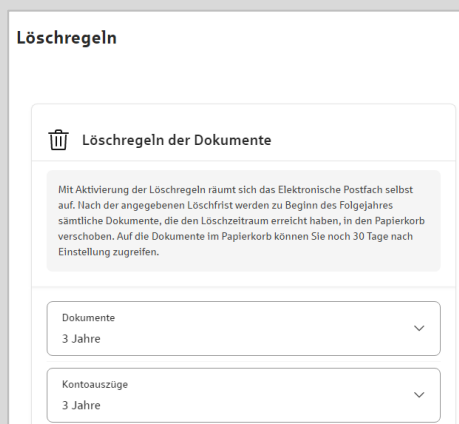 Löschregeln
Löschregeln der Dokumente
Mit Aktivierung der Löschregeln räumt sich das Elektronische Postfach selbst
auf. Nach der angegebenen Löschfrist werden zu Beginn des Folgejahres
sämtliche Dokumente, die den Löschzeitraum erreicht haben, in den Papierkorb
verschoben. Auf die Dokumente im Papierkorb können Sie noch 30 Tage nach
Einstellung zugreifen.
Dokumente
3 Jahre
Kontoauszüge
3 Jahre